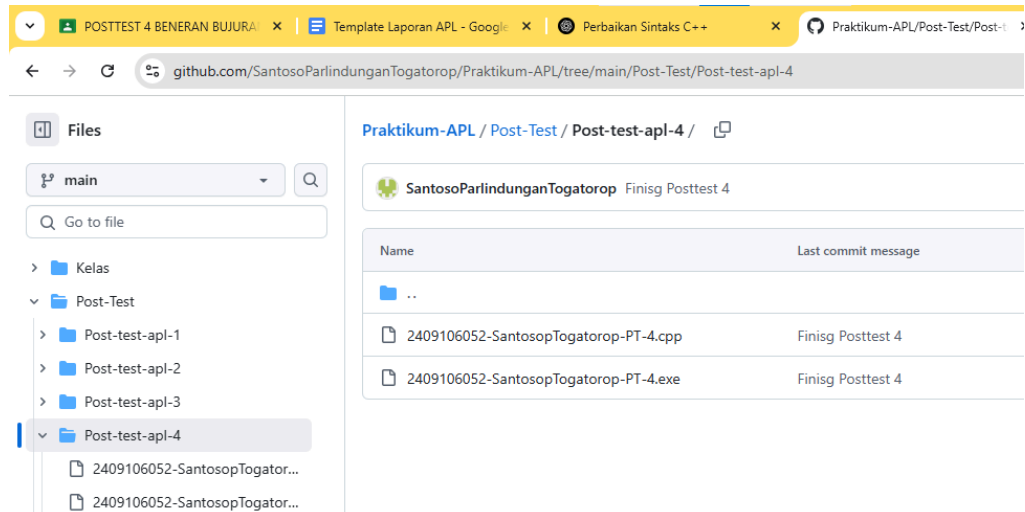 POSTTEST 4 BENERAN BUJURA
Template Laporan APL - Google
Perbaikan Sintaks C++
Praktikum-APL/Post-Test/Post-t
github.com/SantosoParlindunganTogatorop/Praktikum-APL/tree/main/Post-Test/Post-test-apl-4
Files
main
Go to file
Kelas
Post-Test
Post-test-apl-1
Post-test-apl-2
Post-test-apl-3
Post-test-apl-4
2409106052-SantosopTogator...
2409106052-SantosopTogator...
Praktikum-APL / Post-Test / Post-test-apl-4 /
SantosoParlindunganTogatorop Finisg Posttest 4
Name Last commit message
..
2409106052-SantosopTogatorop-PT-4.cpp Finisg Posttest 4
2409106052-SantosopTogatorop-PT-4.exe Finisg Posttest 4